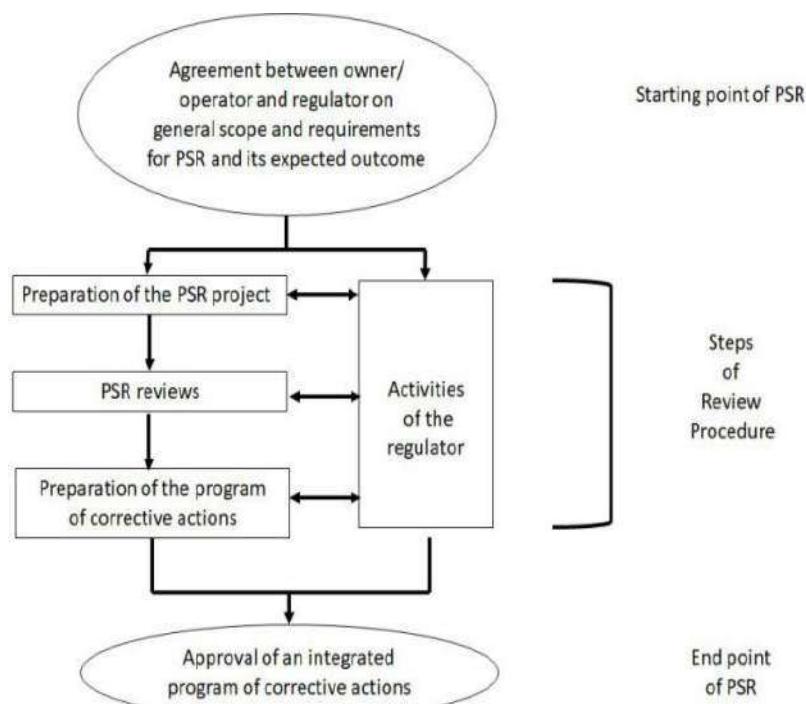 Agreement between owner/
operator and regulator on
general scope and requirements
for PSR and its expected outcome
Starting point of PSR
Preparation of the PSR project
PSR reviews
Preparation of the program
of corrective actions
Activities
of the
regulator
Steps
of
Review
Procedure
Approval of an integrated
program of corrective actions
End point
of PSR